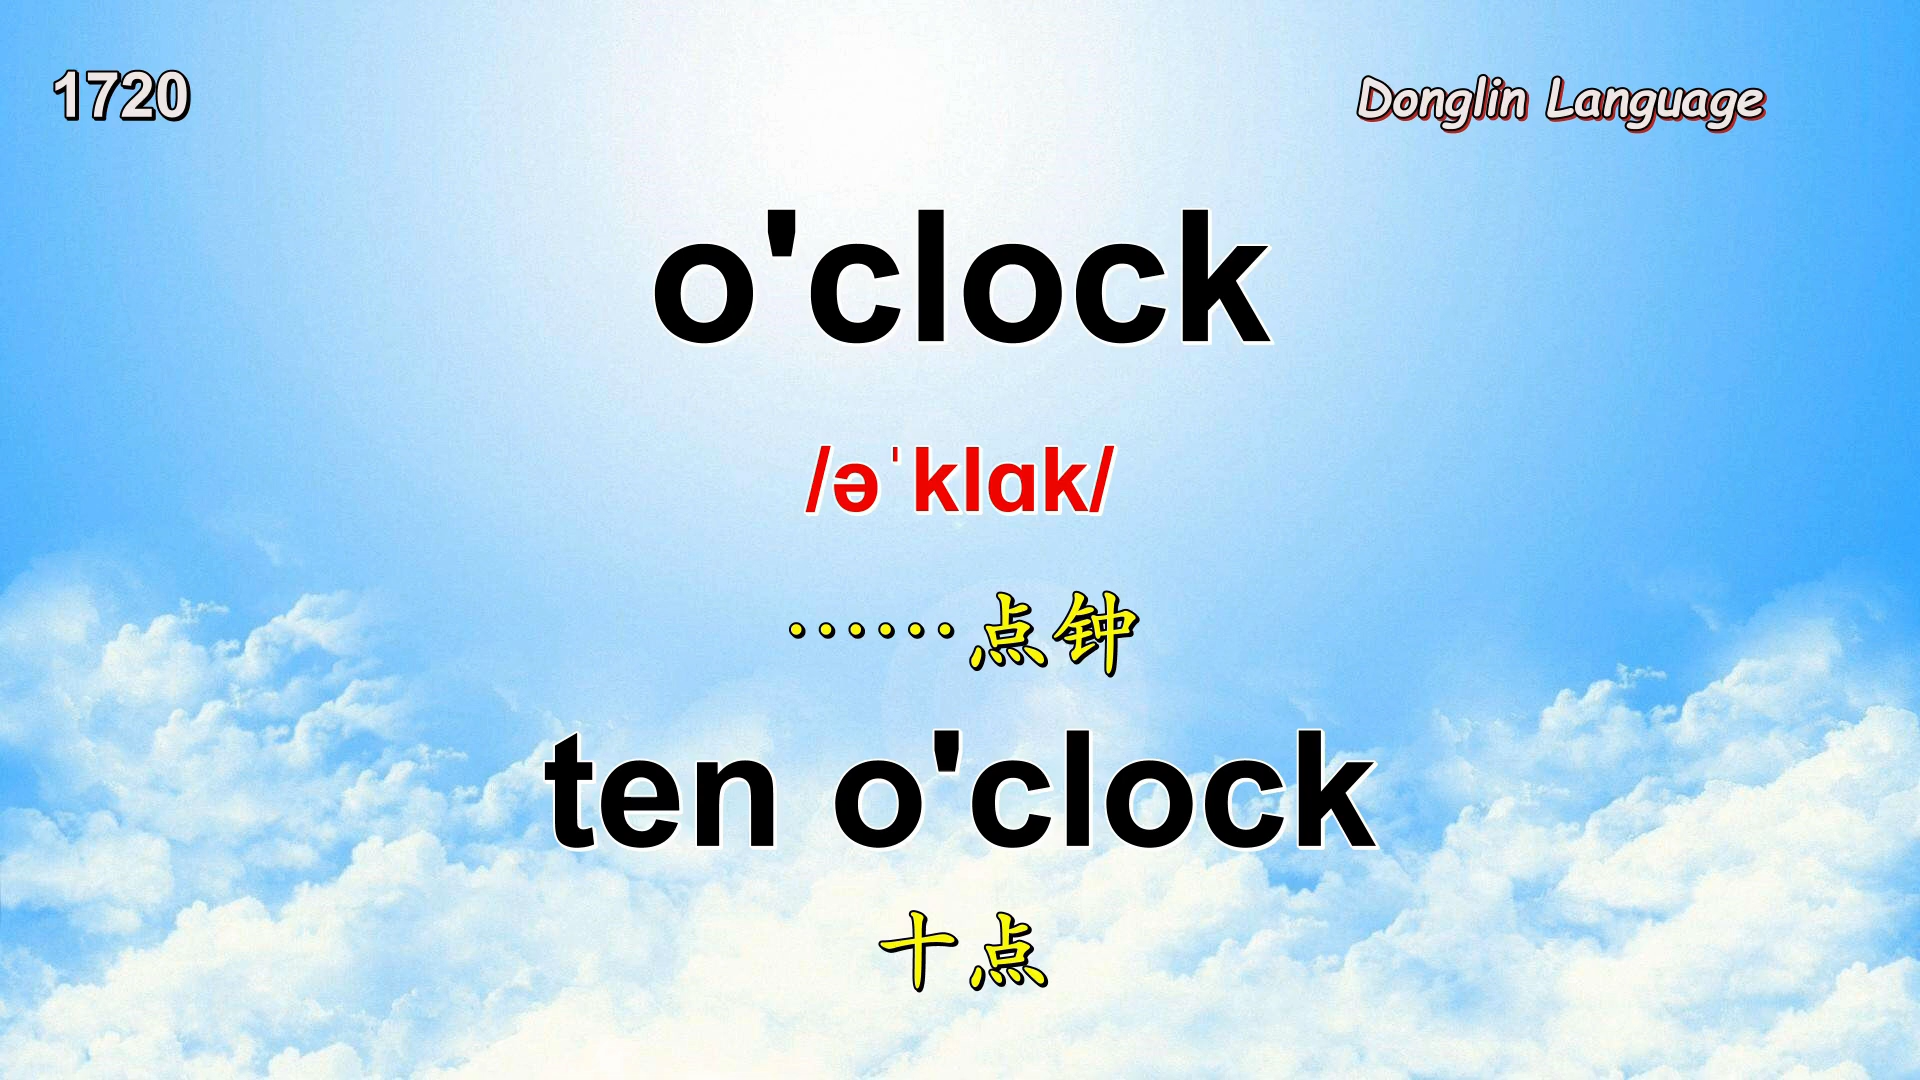 1720
Donglin Language
o'clock
/əˈklɑk/
……点钟
ten o'clock
十点